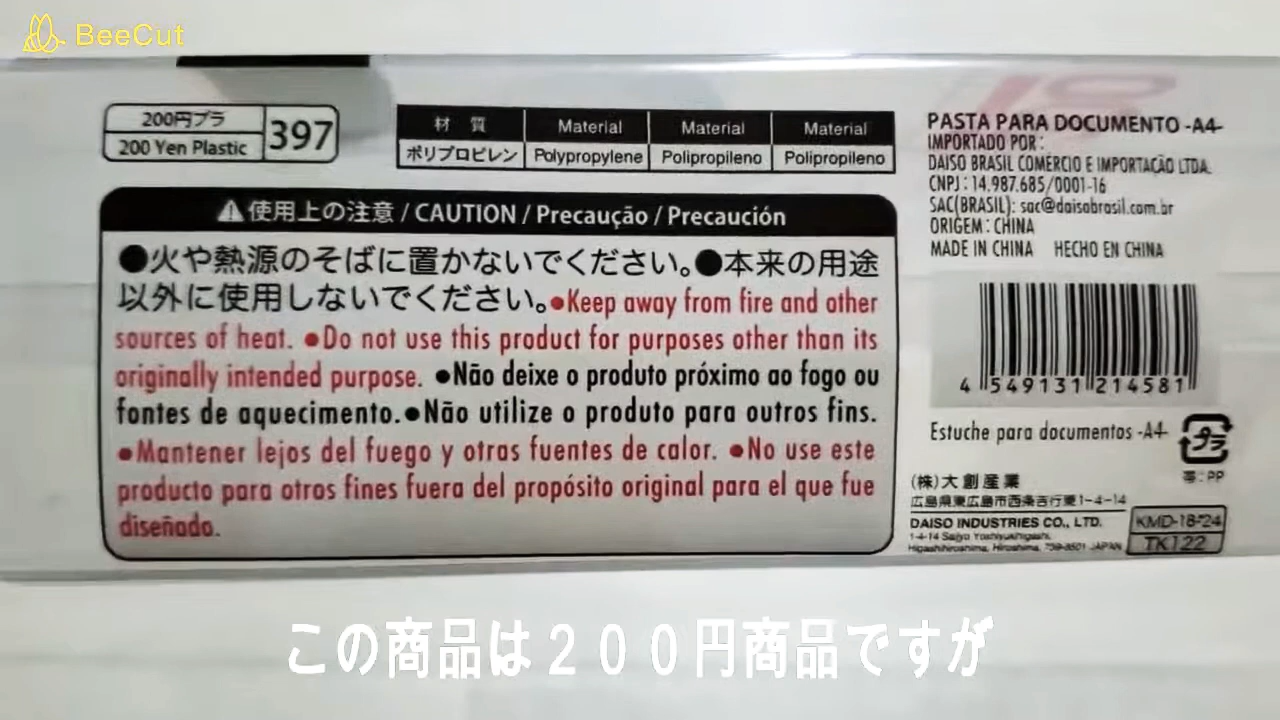 BeeCut
200円プラ
200 Yen Plastic
397
材 質 Material Material Material
ポリプロピレン Polypropylene Polipropileno Polipropileno
使用上の注意 / CAUTION / Precaução / Precaución
●火や熱源のそばに置かないでください。●本来の用途
以外に使用しないでください。●Keep away from fire and other
sources of heat. ●Do not use this product for purposes other than its
originally intended purpose. ●Não deixe o produto próximo ao fogo ou
fontes de aquecimento.●Não utilize o produto para outros fins.
●Mantener lejos del fuego y otras fuentes de calor. ●No use este
producto para otros fines fuera del propósito original para el que fue
diseñado.
PASTA PARA DOCUMENTO -A4-
IMPORTADO POR:
DAISO BRASIL COMÉRCIO E IMPORTAÇÃO LTDA.
CNPJ: 14.987.685/0001-16
SAC(BRASIL): sac@daisobrasil.com.br
ORIGEM: CHINA
MADE IN CHINA HECHO EN CHINA
4 549131 214581
Estuche para documentos -A4-
プラ
帯:PP
(株)大創産業
広島県東広島市西条吉行東1-4-14
DAISO INDUSTRIES CO., LTD.
1-4-14 Saijo Yoshiyukihigashi,
Higashihiroshima, Hiroshima, 739-8501 JAPAN
KMD-18-24
TK122
この商品は200円商品ですが